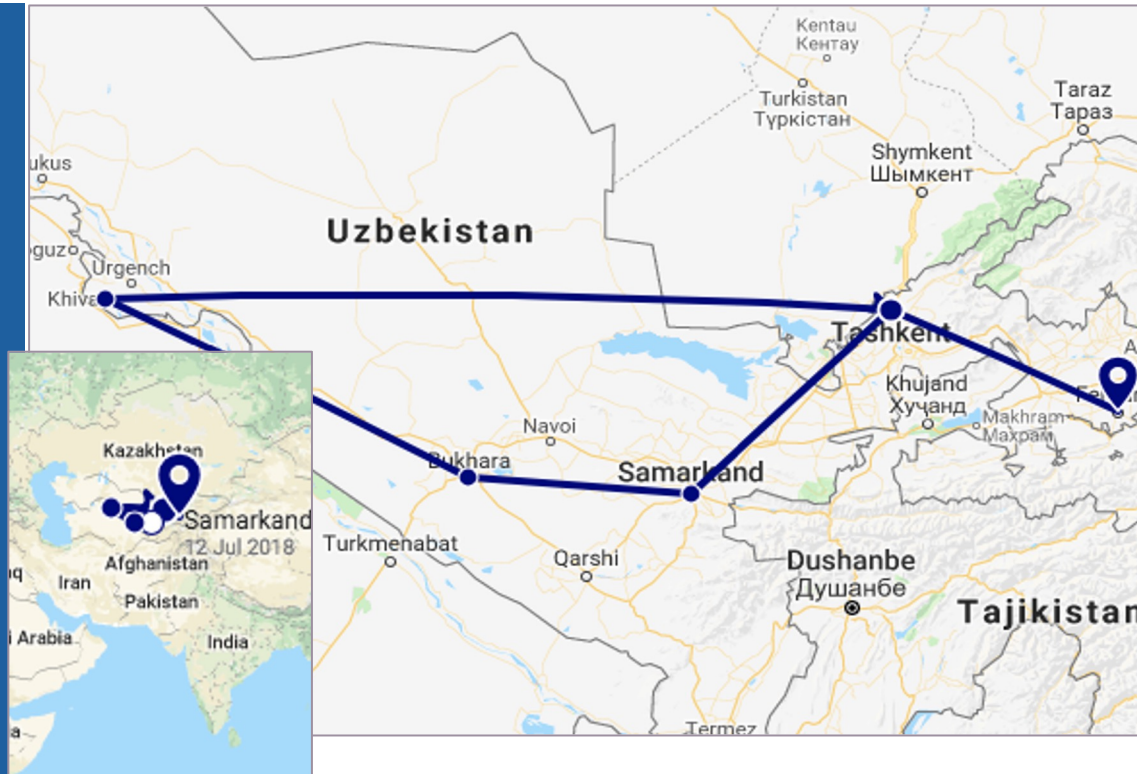 Kentau
Кентау
Turkistan
Түркістан
Taraz
Тараз
Shymkent
Шымкент
ukus
Uzbekistan
oguz
Urgench
Khiva
Tashkent
Khujand
Хуҷанд
Makhram
Махрам
Navoi
Bukhara
Samarkand
Turkmenabat
Qarshi
Dushanbe
Душанбе
Tajikistan
Termez
Kazakhstan
Samarkand
12 Jul 2018
Afghanistan
Iran
Pakistan
i Arabia
India